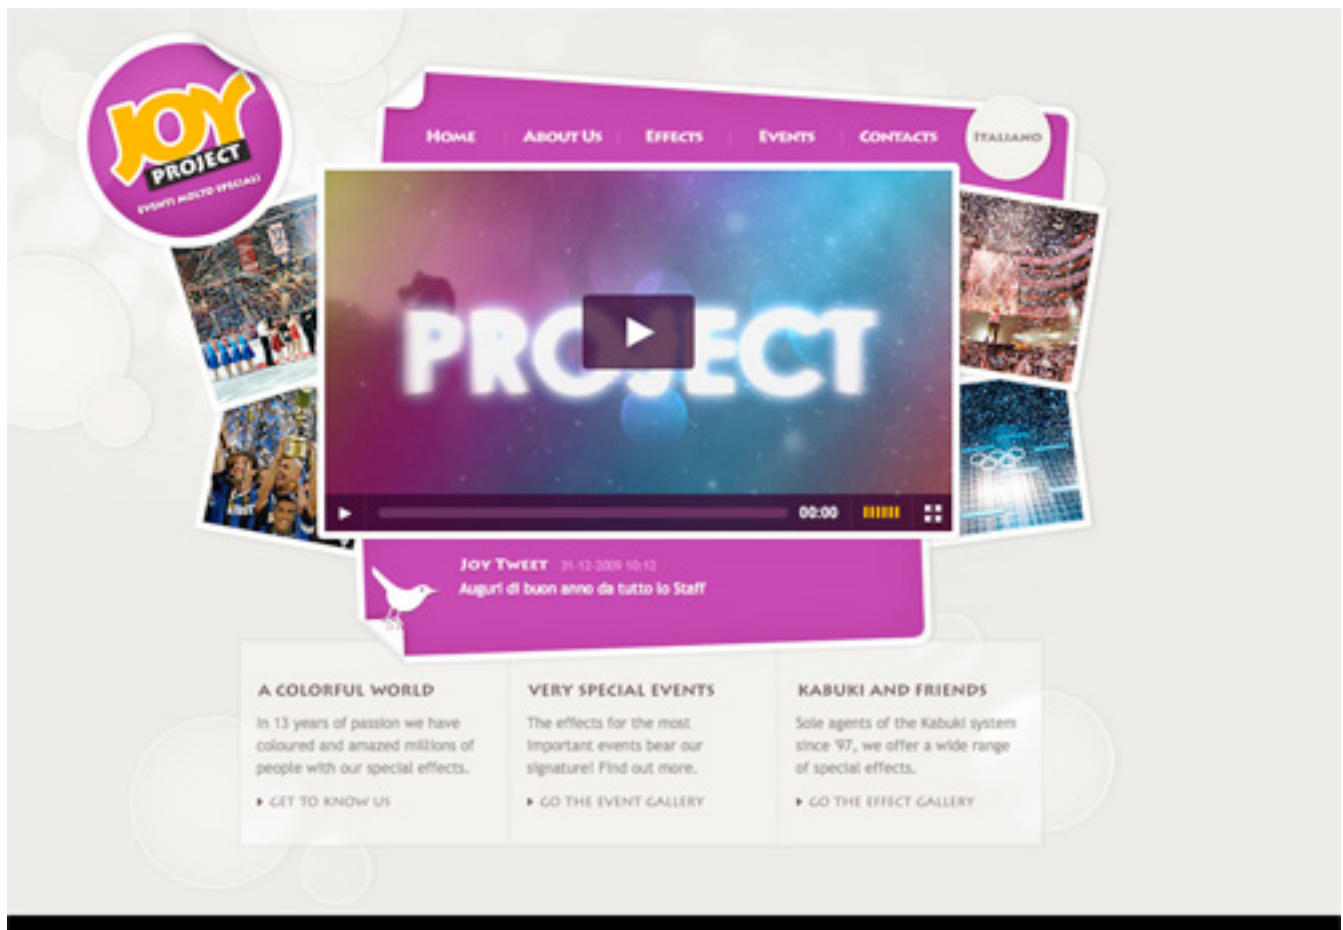 JOY
PROJECT
EVENTI MOLTO SPECIALI
HOME
ABOUT US
EFFECTS
EVENTS
CONTACTS
ITALIANO
PROJECT
00:00
JOY TWEET 31-12-2009 10:12
Auguri di buon anno da tutto lo Staff
A COLORFUL WORLD
In 13 years of passion we have
coloured and amazed millions of
people with our special effects.
GET TO KNOW US
VERY SPECIAL EVENTS
The effects for the most
important events bear our
signature! Find out more.
GO THE EVENT GALLERY
KABUKI AND FRIENDS
Sole agents of the Kabuki system
since '97, we offer a wide range
of special effects.
GO THE EFFECT GALLERY